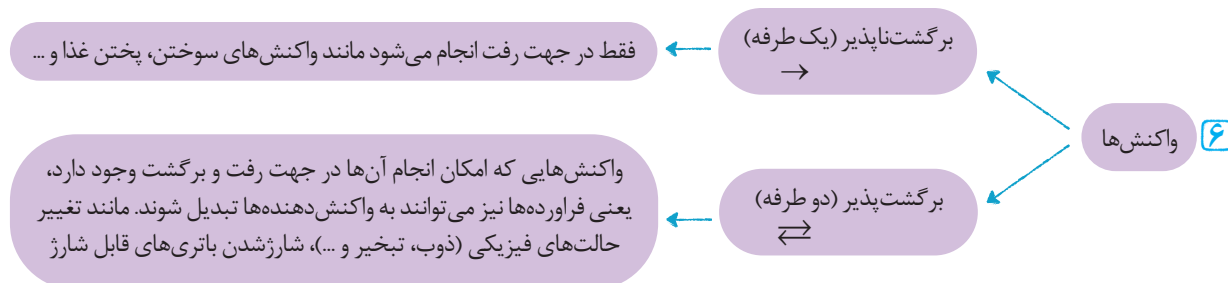 ۶ واکنش‌ها
برگشت‌ناپذیر (یک طرفه)
→
فقط در جهت رفت انجام می‌شود مانند واکنش‌های سوختن، پختن غذا و ...
برگشت‌پذیر (دو طرفه)
⇄
واکنش‌هایی که امکان انجام آن‌ها در جهت رفت و برگشت وجود دارد،
یعنی فراورده‌ها نیز می‌توانند به واکنش‌دهنده‌ها تبدیل شوند. مانند تغییر
حالت‌های فیزیکی (ذوب، تبخیر و ...)، شارژشدن باتری‌های قابل شارژ